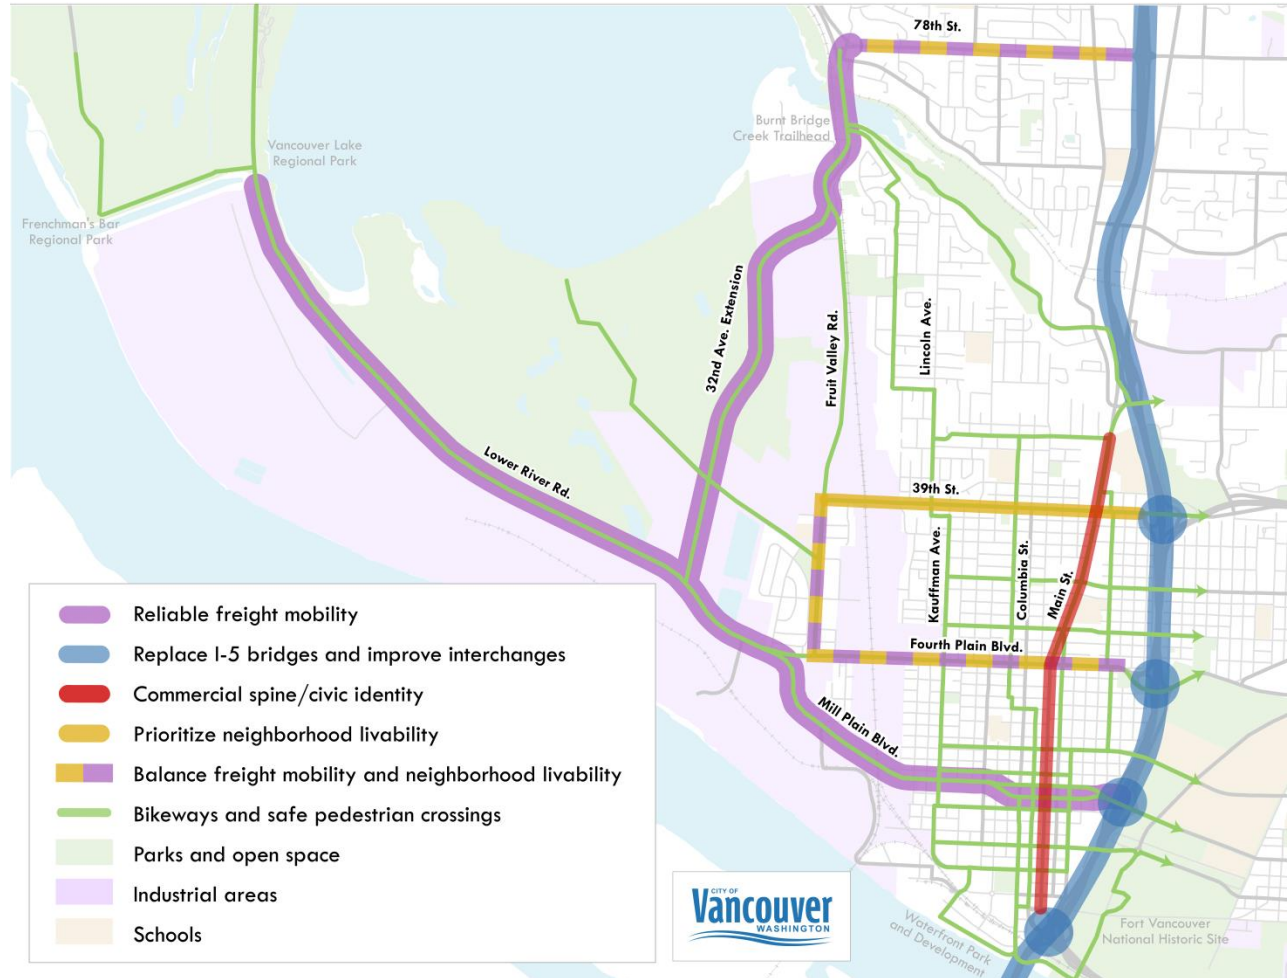 78th St.
Burnt Bridge
Creek Trailhead
Vancouver Lake
Regional Park
Frenchman's Bar
Regional Park
32nd Ave. Extension
Fruit Valley Rd.
Lincoln Ave.
Lower River Rd.
39th St.
Kauffman Ave.
Columbia St.
Main St.
Fourth Plain Blvd.
Mill Plain Blvd.
Reliable freight mobility
Replace I-5 bridges and improve interchanges
Commercial spine/civic identity
Prioritize neighborhood livability
Balance freight mobility and neighborhood livability
Bikeways and safe pedestrian crossings
Parks and open space
Industrial areas
Schools
CITY OF
Vancouver
WASHINGTON
Waterfront Park
and Development
Fort Vancouver
National Historic Site